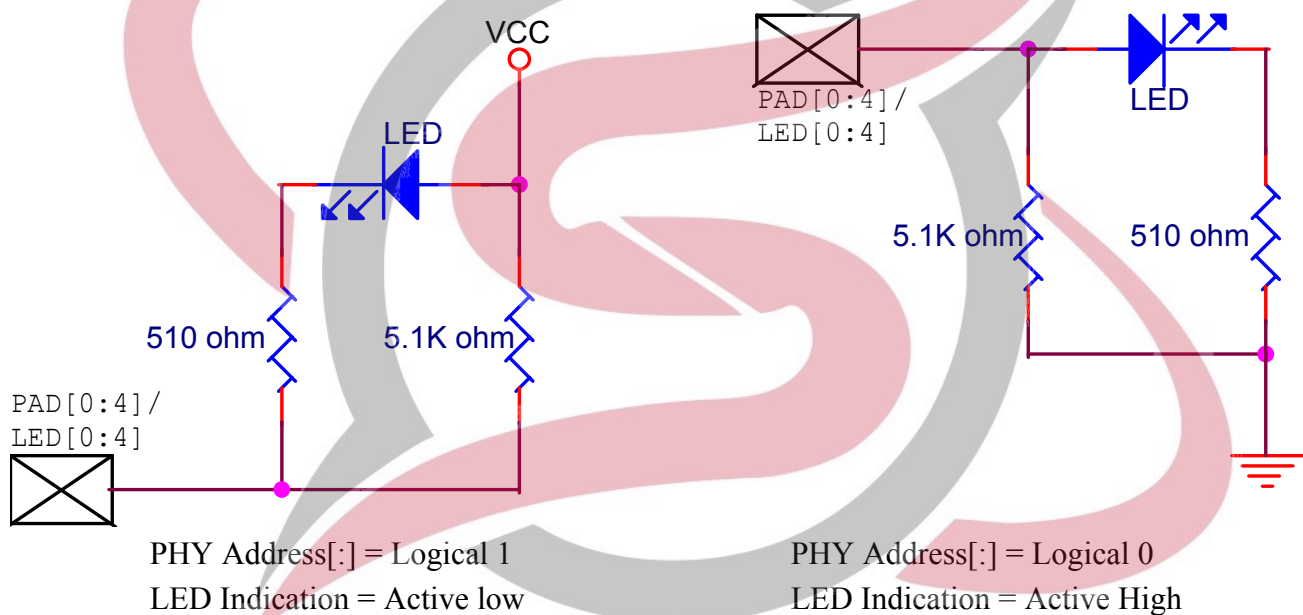 VCC
LED
510 ohm
5.1K ohm
PAD[0:4]/
LED[0:4]
PHY Address[:] = Logical 1
LED Indication = Active low
PAD[0:4]/
LED[0:4]
LED
5.1K ohm
510 ohm
PHY Address[:] = Logical 0
LED Indication = Active High